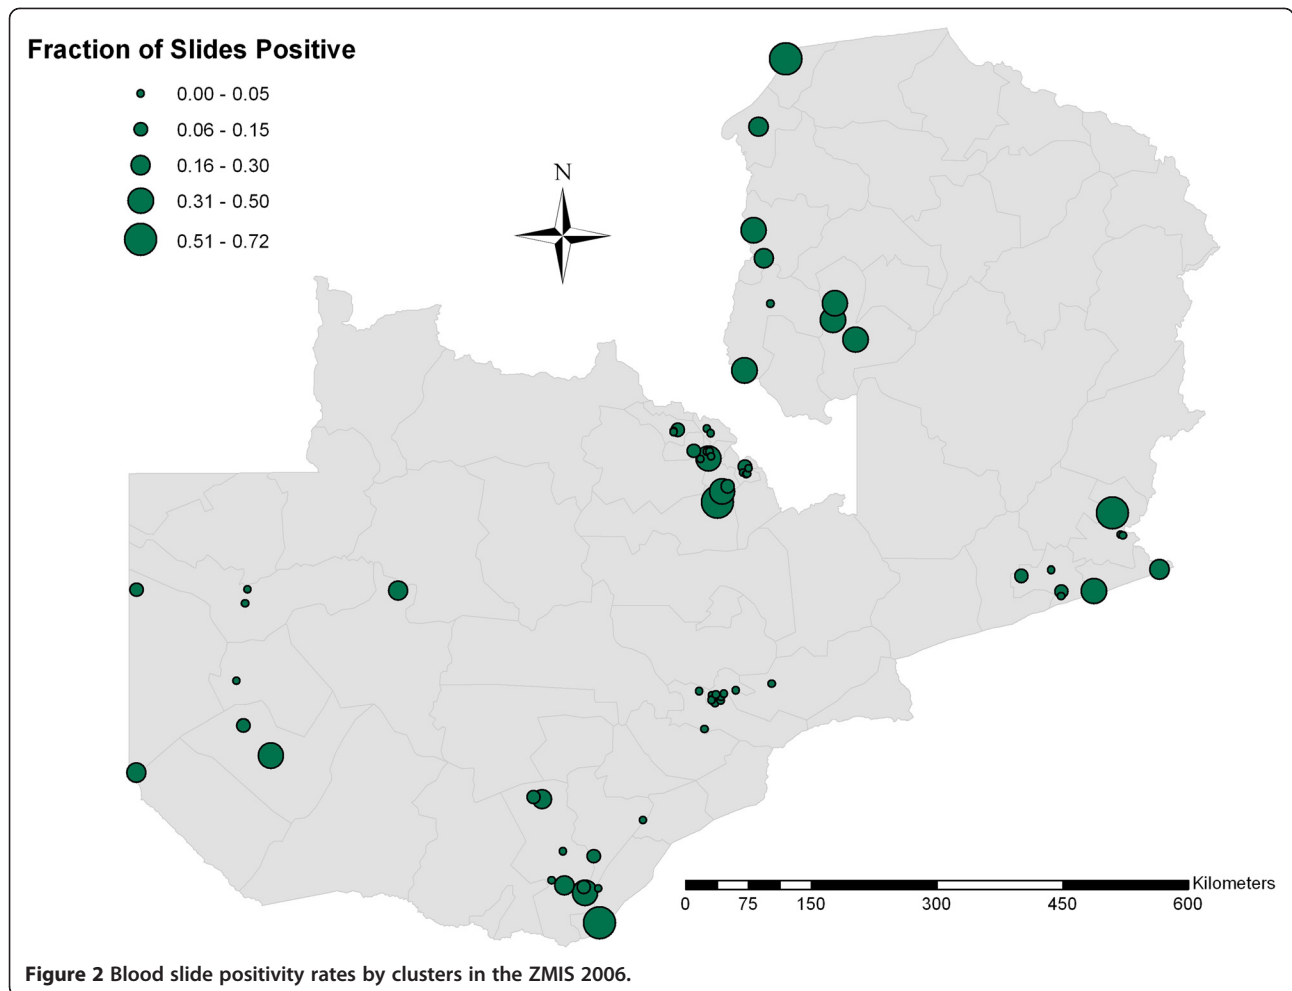 Fraction of Slides Positive
0.00 - 0.05
0.06 - 0.15
0.16 - 0.30
0.31 - 0.50
0.51 - 0.72
N
Kilometers
0 75 150 300 450 600
Figure 2 Blood slide positivity rates by clusters in the ZMIS 2006.